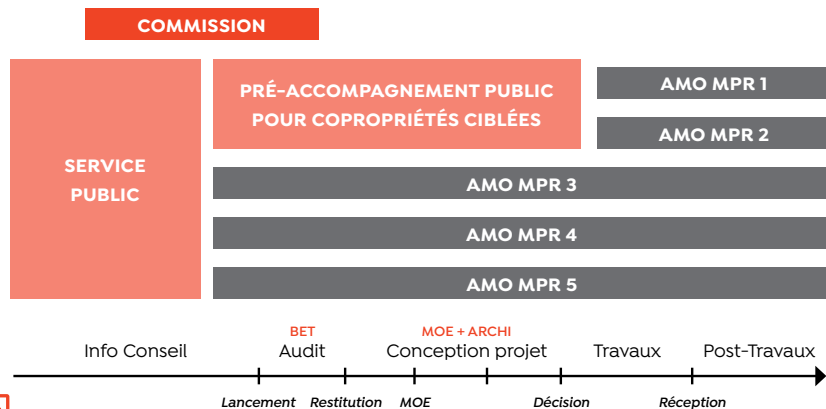 COMMISSION
SERVICE
PUBLIC
PRÉ-ACCOMPAGNEMENT PUBLIC
POUR COPROPRIÉTÉS CIBLÉES
AMO MPR 1
AMO MPR 2
AMO MPR 3
AMO MPR 4
AMO MPR 5
BET
MOE + ARCHI
Info Conseil
Audit
Conception projet
Travaux
Post-Travaux
Lancement
Restitution
MOE
Décision
Réception